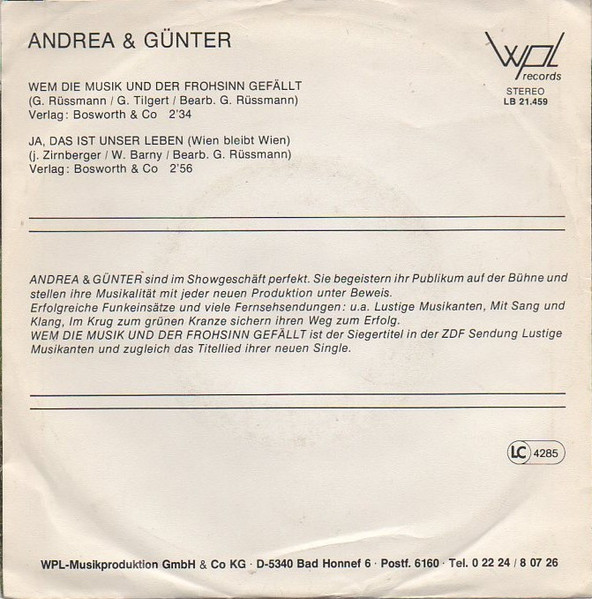 ANDREA & GÜNTER
wpl
records
STEREO
LB 21.459
WEM DIE MUSIK UND DER FROHSINN GEFÄLLT
(G. Rüssmann / G. Tilgert / Bearb. G. Rüssmann)
Verlag: Bosworth & Co 2'34
JA, DAS IST UNSER LEBEN (Wien bleibt Wien)
(j. Zirnberger / W. Barny / Bearb. G. Rüssmann)
Verlag: Bosworth & Co 2'56
ANDREA & GÜNTER sind im Showgeschäft perfekt. Sie begeistern ihr Publikum auf der Bühne und
stellen ihre Musikalität mit jeder neuen Produktion unter Beweis.
Erfolgreiche Funkeinsätze und viele Fernsehsendungen: u.a. Lustige Musikanten, Mit Sang und
Klang, Im Krug zum grünen Kranze sichern ihren Weg zum Erfolg.
WEM DIE MUSIK UND DER FROHSINN GEFÄLLT ist der Siegertitel in der ZDF Sendung Lustige
Musikanten und zugleich das Titellied ihrer neuen Single.
LC 4285
WPL-Musikproduktion GmbH & Co KG · D-5340 Bad Honnef 6 · Postf. 6160 · Tel. 0 22 24 / 8 07 26